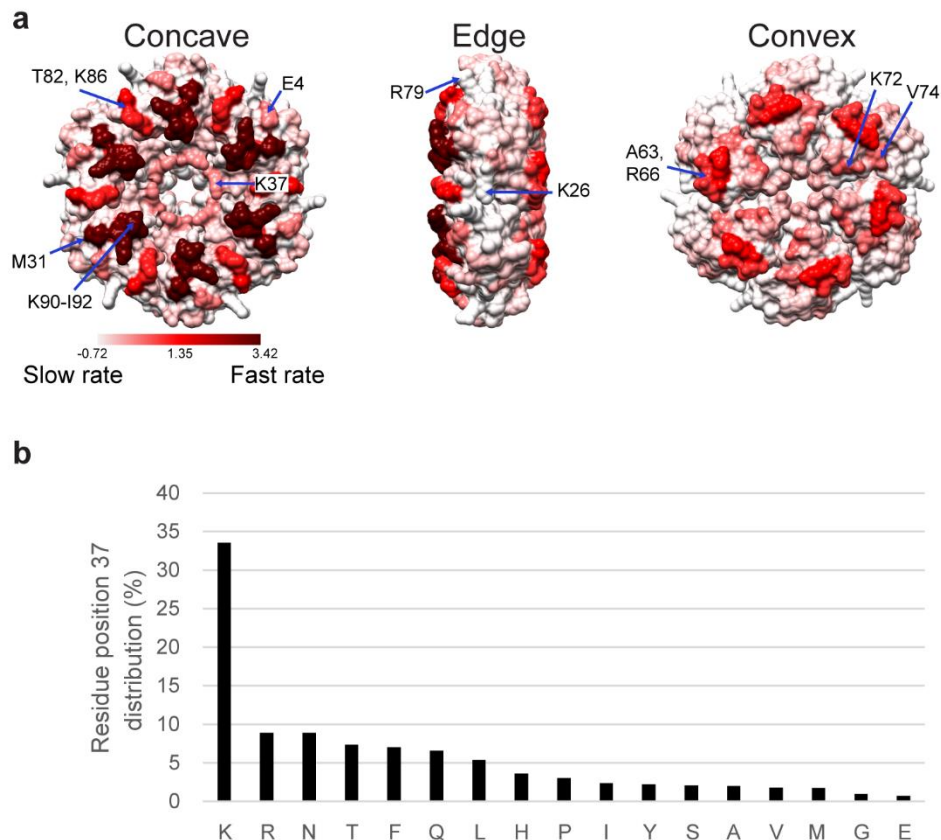 a
Concave
Edge
Convex
T82, K86
E4
R79
K72
V74
K37
K26
A63,
R66
M31
K90-I92
-0.72 1.35 3.42
Slow rate Fast rate
b
Residue position 37
distribution (%)
40
35
30
25
20
15
10
5
0
K R N T F Q L H P I Y S A V M G E